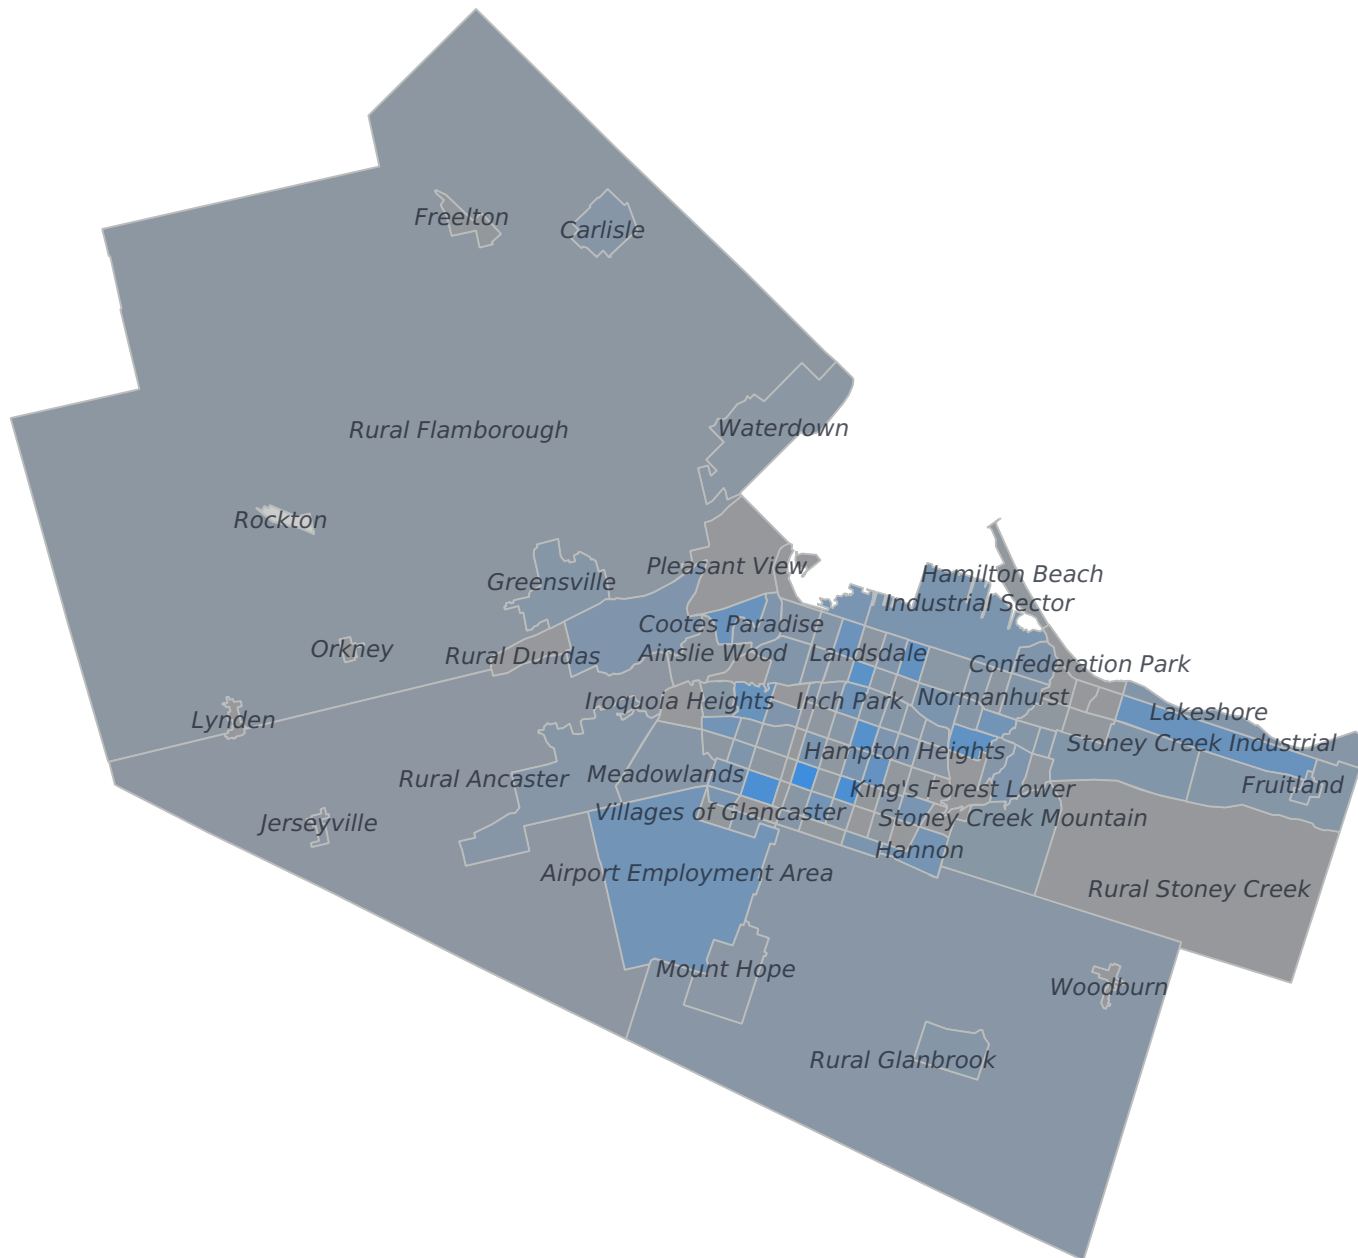 Freelton
Carlisle
Rural Flamborough
Waterdown
Rockton
Pleasant View
Hamilton Beach
Greensville
Industrial Sector
Cootes Paradise
Orkney
Rural Dundas
Ainslie Wood
Landsdale
Confederation Park
Iroquoia Heights
Inch Park
Normanhurst
Lynden
Lakeshore
Hampton Heights
Stoney Creek Industrial
Rural Ancaster
Meadowlands
King's Forest Lower
Fruitland
Villages of Glancaster
Stoney Creek Mountain
Jerseyville
Hannon
Airport Employment Area
Rural Stoney Creek
Mount Hope
Woodburn
Rural Glanbrook